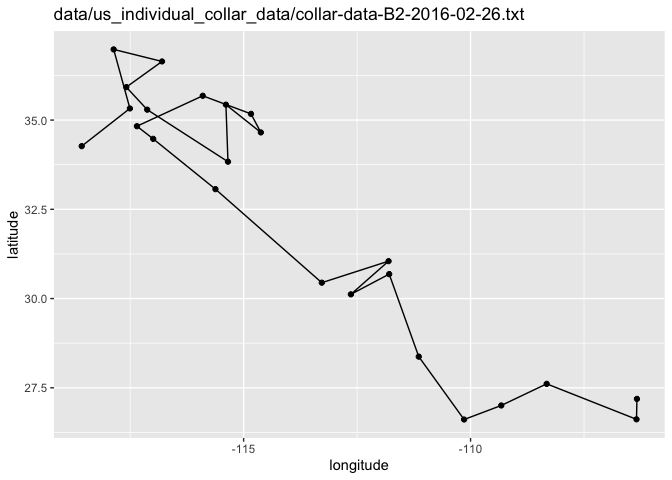 data/us_individual_collar_data/collar-data-B2-2016-02-26.txt
35.0
32.5
30.0
27.5
latitude
-115
-110
longitude